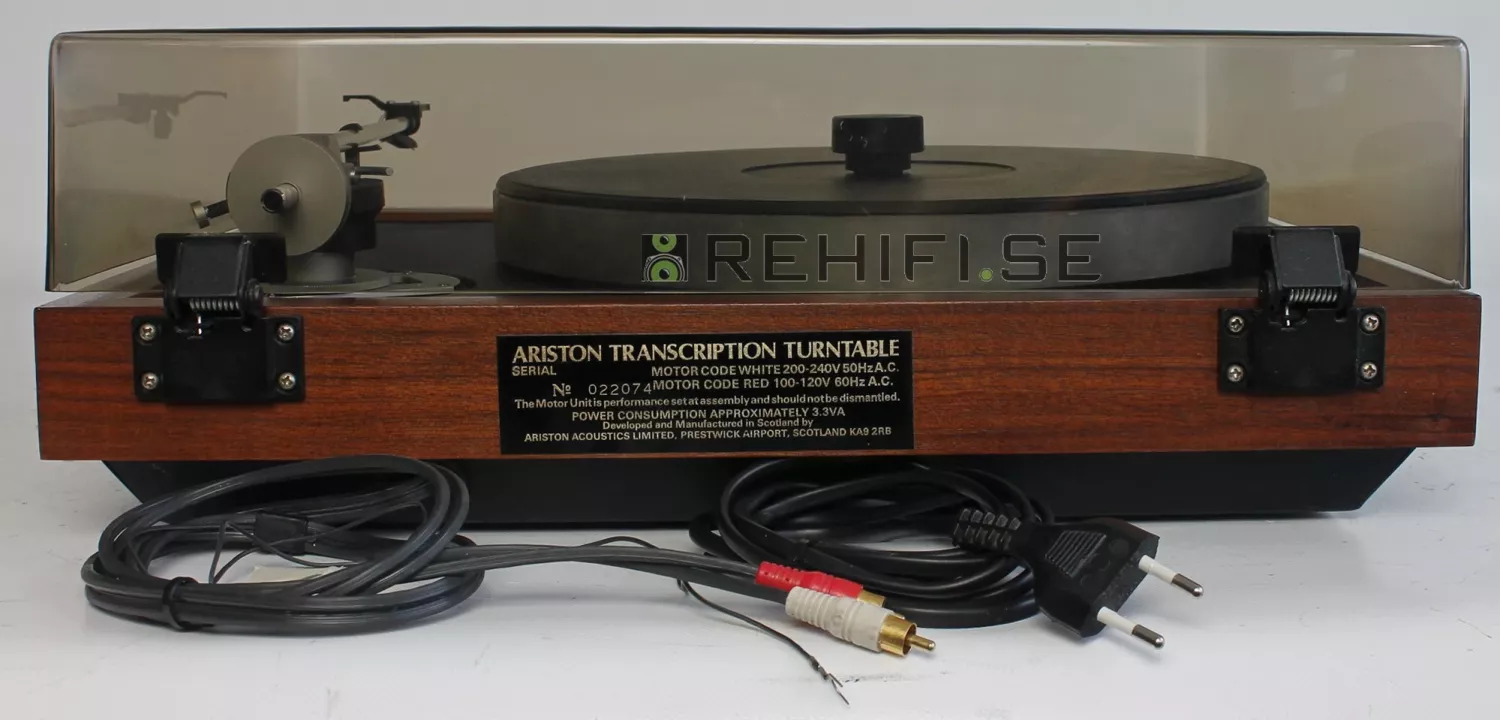 REHIFI.SE
ARISTON TRANSCRIPTION TURNTABLE
SERIAL MOTOR CODE WHITE 200-240V 50Hz A.C.
№ 022074 MOTOR CODE RED 100-120V 60Hz A.C.
The Motor Unit is performance set at assembly and should not be dismantled.
POWER CONSUMPTION APPROXIMATELY 3.3VA
Developed and Manufactured in Scotland by
ARISTON ACOUSTICS LIMITED, PRESTWICK AIRPORT, SCOTLAND KA9 2RB